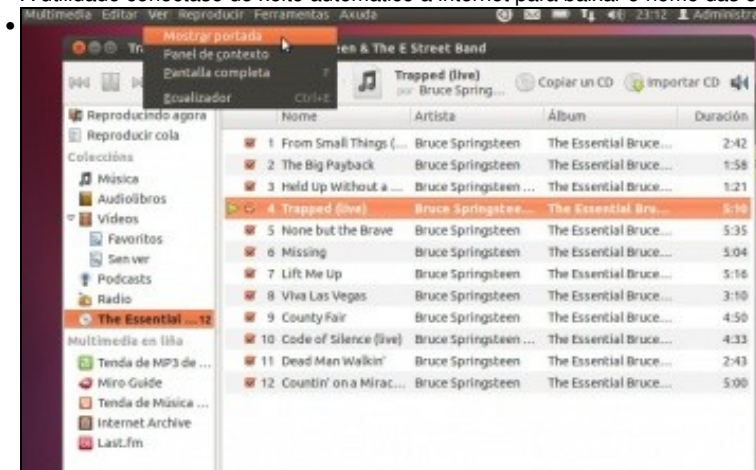 Multimedia Editar Ver Reproducir Ferramentas Axuda 23:12 Administr
Mostrar portada
Panel de contexto
Pantalla completa F
Ecualizador Ctrl+E
een & The E Street Band
Trapped (live)
por Bruce Spring...
Copiar un CD
Importar CD
Reproducindo agora
Reproducir cola
Coleccións
Música
Audiolibros
Vídeos
Favoritos
Sen ver
Podcasts
Radio
The Essential ... 12
Multimedia en liña
Tenda de MP3 de ...
Miro Guide
Tenda de Música ...
Internet Archive
Last.fm
Nome Artista Álbum Duración
1 From Small Things (... Bruce Springsteen The Essential Bruce... 2:42
2 The Big Payback Bruce Springsteen The Essential Bruce... 1:58
3 Held Up Without a ... Bruce Springsteen ... The Essential Bruce... 1:21
4 Trapped (live) Bruce Springstee... The Essential Bru... 5:10
5 None but the Brave Bruce Springsteen The Essential Bruce... 5:35
6 Missing Bruce Springsteen The Essential Bruce... 5:04
7 Lift Me Up Bruce Springsteen The Essential Bruce... 5:16
8 Viva Las Vegas Bruce Springsteen The Essential Bruce... 3:10
9 County Fair Bruce Springsteen The Essential Bruce... 4:50
10 Code of Silence (live) Bruce Springsteen ... The Essential Bruce... 4:33
11 Dead Man Walkin' Bruce Springsteen The Essential Bruce... 2:43
12 Countin' on a Mirac... Bruce Springsteen The Essential Bruce... 5:00